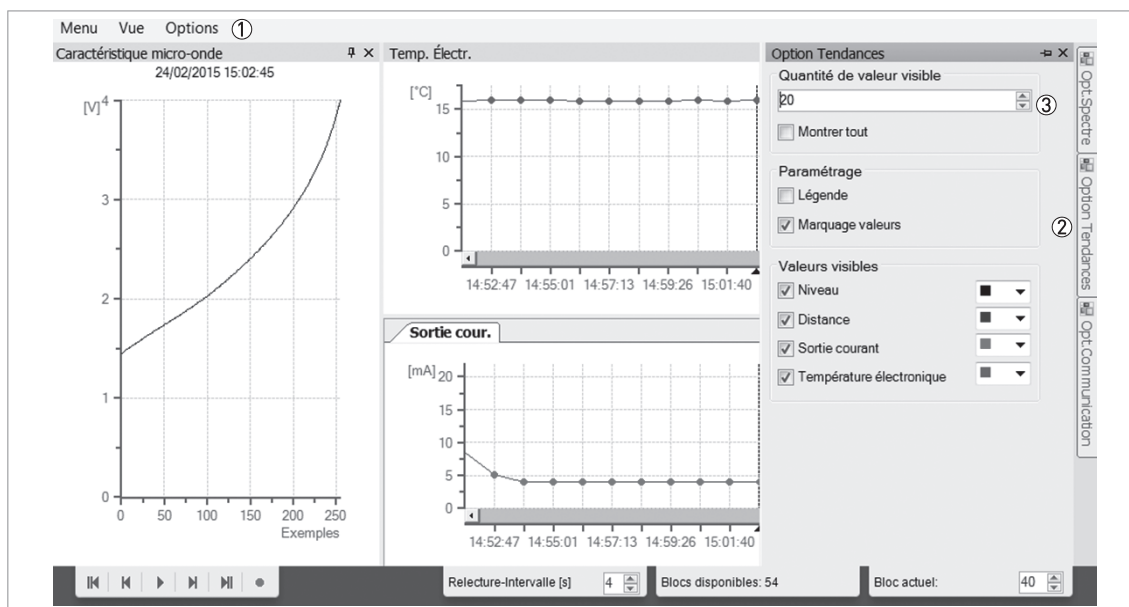 Menu Vue Options ①
Caractéristique micro-onde
24/02/2015 15:02:45
[V] 4
3
2
1
0
0 50 100 150 200 250
Exemples
Temp. Électr.
[°C]
15
10
5
0
14:52:47 14:55:01 14:57:13 14:59:26 15:01:40
Sortie cour.
[mA] 20
15
10
5
0
14:52:47 14:55:01 14:57:13 14:59:26 15:01:40
Option Tendances
Quantité de valeur visible
20 ③
Montrer tout
Paramétrage
Légende
Marquage valeurs
②
Valeurs visibles
Niveau
Distance
Sortie courant
Température électronique
Opt.Spectre
Option Tendances
Opt.Communication
Relecture-Intervalle [s] 4
Blocs disponibles: 54
Bloc actuel: 40